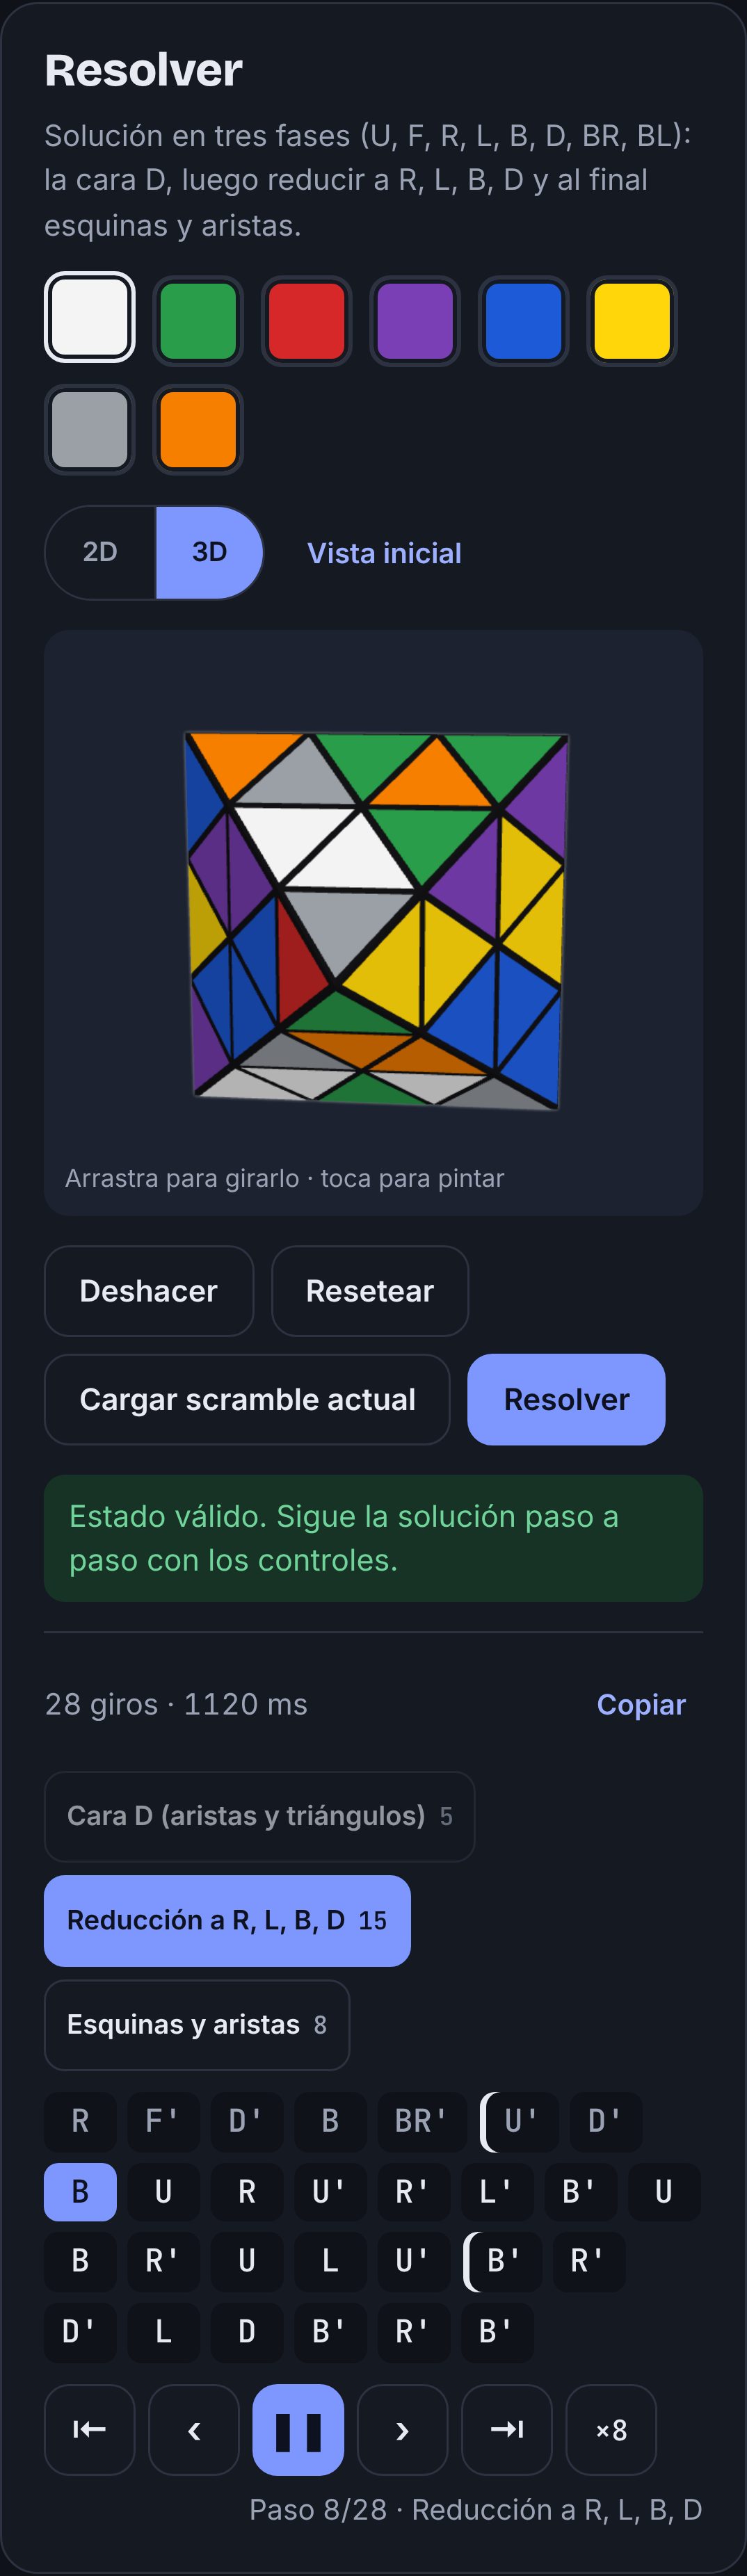 Resolver
Solución en tres fases (U, F, R, L, B, D, BR, BL):
la cara D, luego reducir a R, L, B, D y al final
esquinas y aristas.
2D 3D Vista inicial
Arrastra para girarlo · toca para pintar
Deshacer Resetear
Cargar scramble actual Resolver
Estado válido. Sigue la solución paso a
paso con los controles.
28 giros · 1120 ms Copiar
Cara D (aristas y triángulos) 5
Reducción a R, L, B, D 15
Esquinas y aristas 8
R F' D' B BR' U' D'
B U R U' R' L' B' U
B R' U L U' B' R'
D' L D B' R' B'
×8
Paso 8/28 · Reducción a R, L, B, D